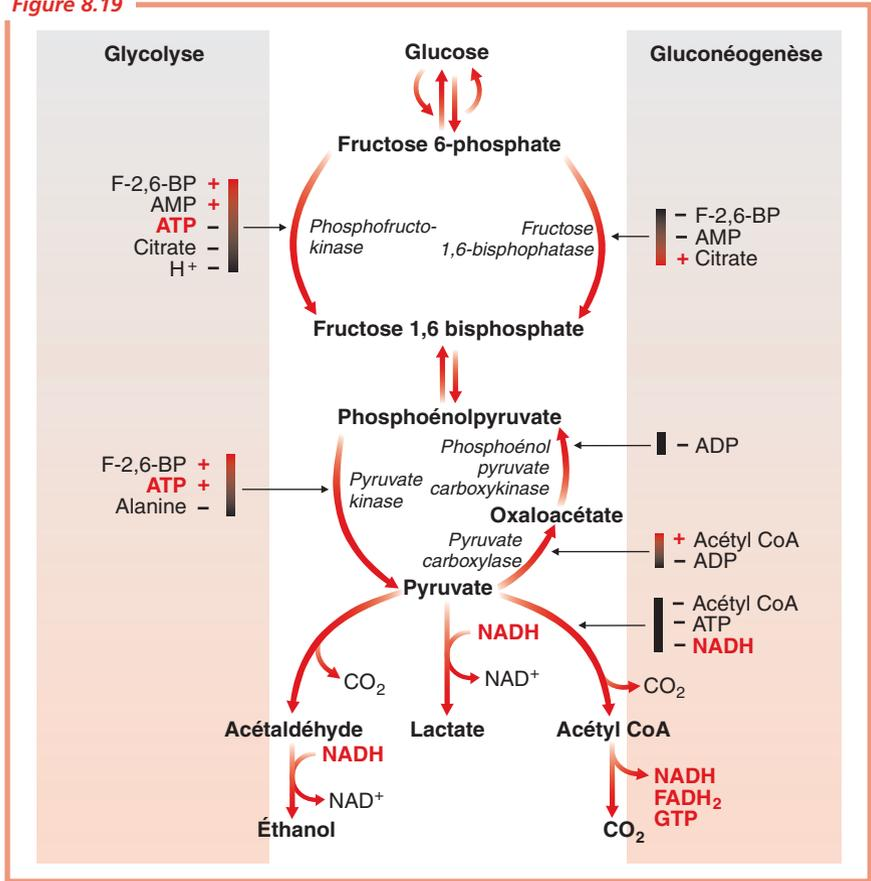 Figure 8.19
Glycolyse
Glucose
Gluconéogenèse
Fructose 6-phosphate
F-2,6-BP +
AMP +
ATP –
Citrate –
H+ –
Phosphofructo-
kinase
Fructose
1,6-bisphophatase
– F-2,6-BP
– AMP
+ Citrate
Fructose 1,6 bisphosphate
Phosphoénolpyruvate
F-2,6-BP +
ATP +
Alanine –
Pyruvate
kinase
Phosphoénol
pyruvate
carboxykinase
– ADP
Oxaloacétate
Pyruvate
carboxylase
+ Acétyl CoA
– ADP
Pyruvate
– Acétyl CoA
– ATP
– NADH
NADH
NAD+
CO2
CO2
Acétaldéhyde
Lactate
Acétyl CoA
NADH
NAD+
Éthanol
NADH
FADH2
GTP
CO2